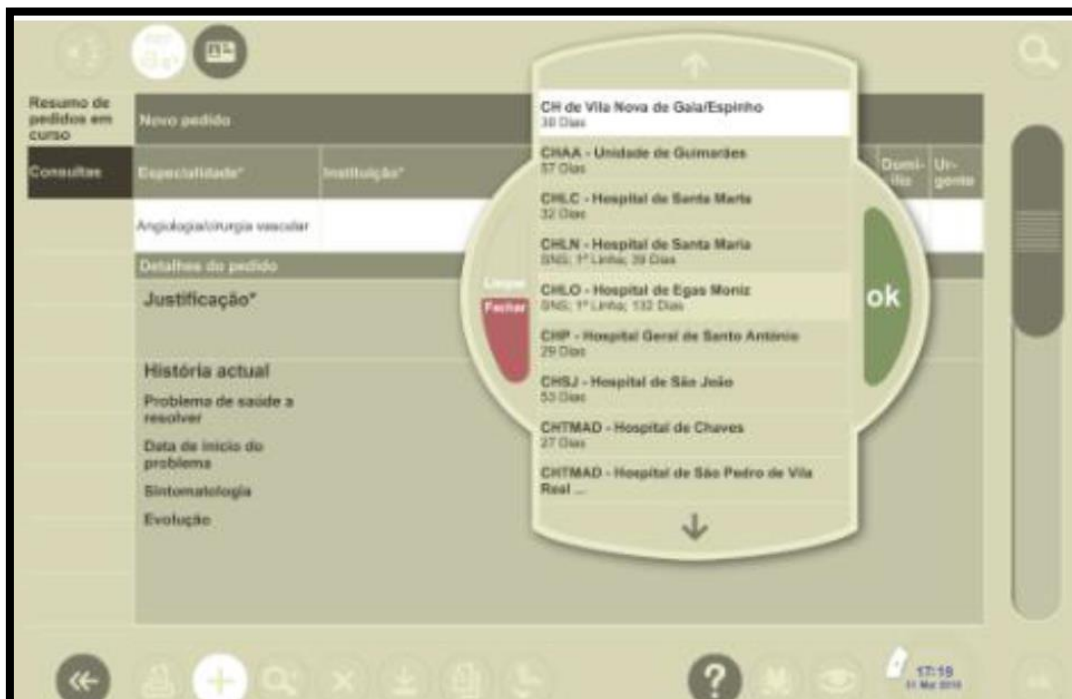 Resumo de
pedidos em
curso
Novo pedido
Consultas
Especialidade*
Instituição*
Domi-
cílio
Ur-
gente
Angiologia/cirurgia vascular
Detalhes do pedido
Justificação*
História actual
Problema de saúde a
resolver
Data de início do
problema
Sintomatologia
Evolução
Limpar
Fechar
CH de Vila Nova de Gaia/Espinho
38 Dias
CHAA - Unidade de Guimarães
57 Dias
CHLC - Hospital de Santa Marta
32 Dias
CHLN - Hospital de Santa Maria
SNS; 1ª Linha; 39 Dias
CHLO - Hospital de Egas Moniz
SNS; 1ª Linha; 132 Dias
CHP - Hospital Geral de Santo António
29 Dias
CHSJ - Hospital de São João
53 Dias
CHTMAD - Hospital de Chaves
27 Dias
CHTMAD - Hospital de São Pedro de Vila
Real ...
ok
?
17:19